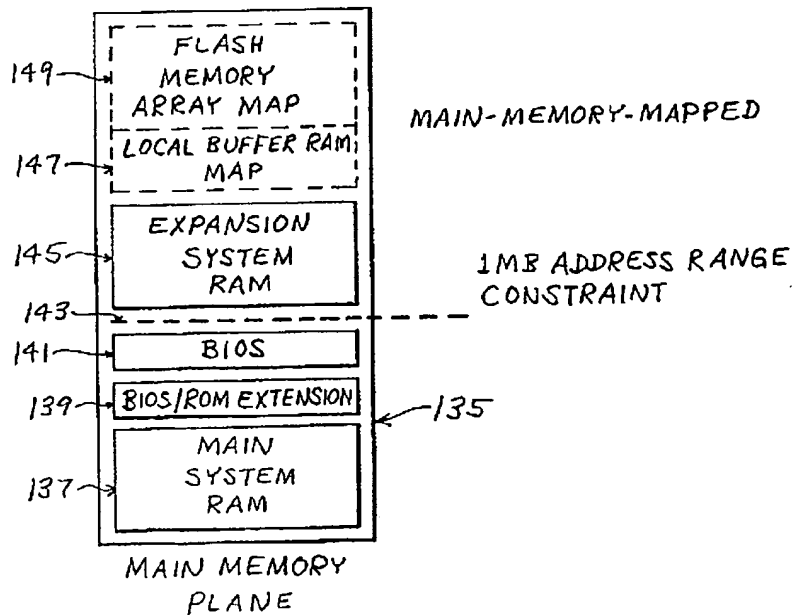 149
FLASH
MEMORY
ARRAY MAP
MAIN-MEMORY-MAPPED
147
LOCAL BUFFER RAM
MAP
145
EXPANSION
SYSTEM
RAM
1MB ADDRESS RANGE
CONSTRAINT
143
141
BIOS
139
BIOS/ROM EXTENSION
135
137
MAIN
SYSTEM
RAM
MAIN MEMORY
PLANE